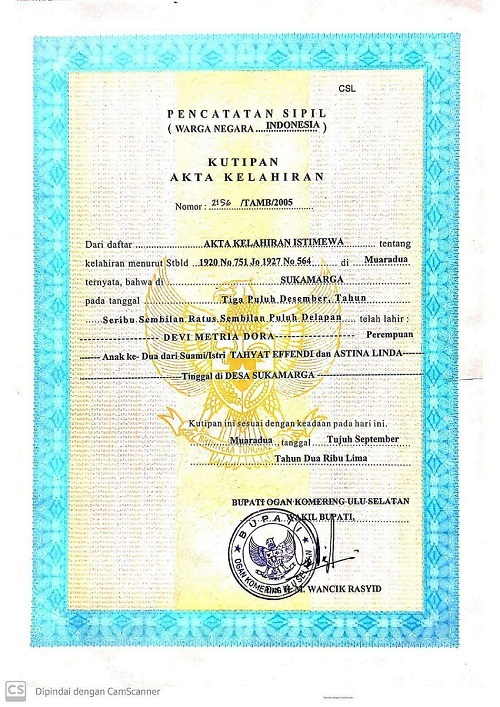 CSL
PENCATATAN SIPIL
( WARGA NEGARA ....INDONESIA )
KUTIPAN
AKTA KELAHIRAN
Nomor : 2156 /TAMB/2005
Dari daftar ........ AKTA KELAHIRAN ISTIMEWA ........ tentang
kelahiran menurut Stbld ..1920 No 751 Jo 1927 No 564 ...... di .... Muaradua
ternyata, bahwa di ........ SUKAMARGA ........
pada tanggal ........ Tiga Puluh Desember, Tahun ........
.... Seribu Sembilan Ratus Sembilan Puluh Delapan .... telah lahir :
-------- DEVI METRIA DORA -------- Perempuan
----- Anak ke- Dua dari Suami/Istri TAHYAT EFFENDI dan ASTINA LINDA-----
-------- Tinggal di DESA SUKAMARGA --------
Kutipan ini sesuai dengan keadaan pada hari ini.
........ Muaradua , tanggal .... Tujuh September
........ Tahun Dua Ribu Lima
BUPATI OGAN KOMERING ULU SELATAN
WAKIL BUPATI,
BUPATI
OGAN KOMERING
H. M. WANCIK RASYID
CS Dipindai dengan CamScanner